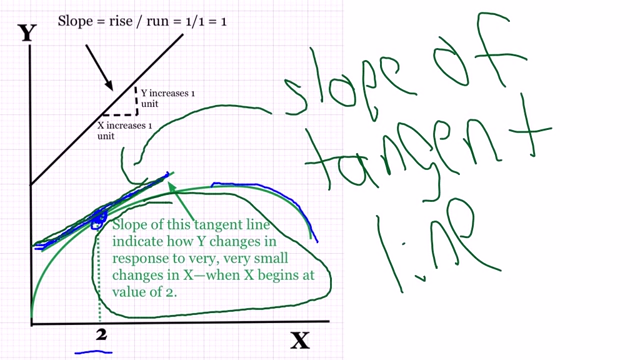 Y
Slope = rise / run = 1/1 = 1
Y increases 1
unit
X increases 1
unit
slope of
tangent
line
Slope of this tangent line
indicate how Y changes in
response to very, very small
changes in X—when X begins at
value of 2.
2
X